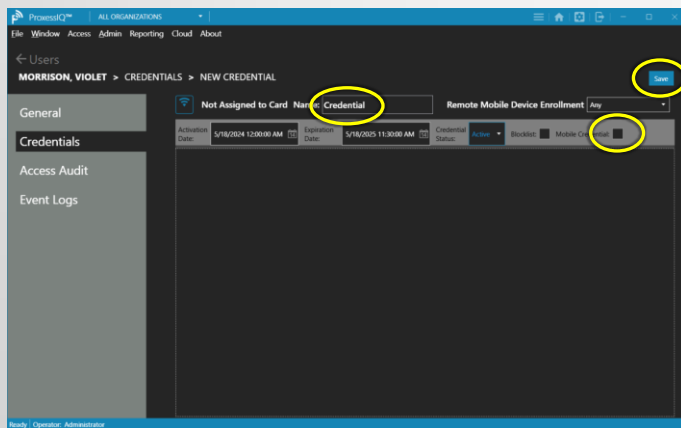 ProxessIQ™ ALL ORGANIZATIONS
File Window Access Admin Reporting Cloud About
Users
MORRISON, VIOLET > CREDENTIALS > NEW CREDENTIAL
Save
General
Credentials
Access Audit
Event Logs
Not Assigned to Card Name: Credential Remote Mobile Device Enrollment Any
Activation Date: 5/18/2024 12:00:00 AM Expiration Date: 5/18/2025 11:30:00 AM Credential Status: Active Blocklist: Mobile Credential:
Ready Operator: Administrator